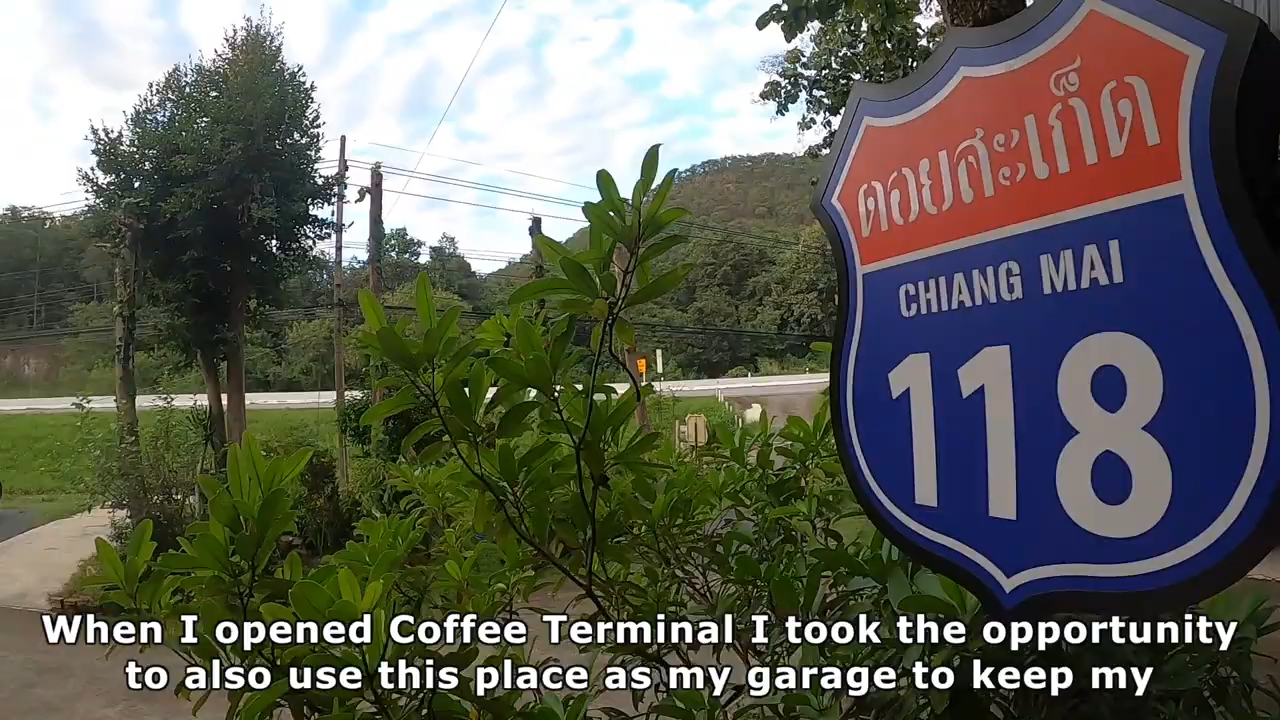 ดอยสะเก็ด
CHIANG MAI
118
When I opened Coffee Terminal I took the opportunity
to also use this place as my garage to keep my